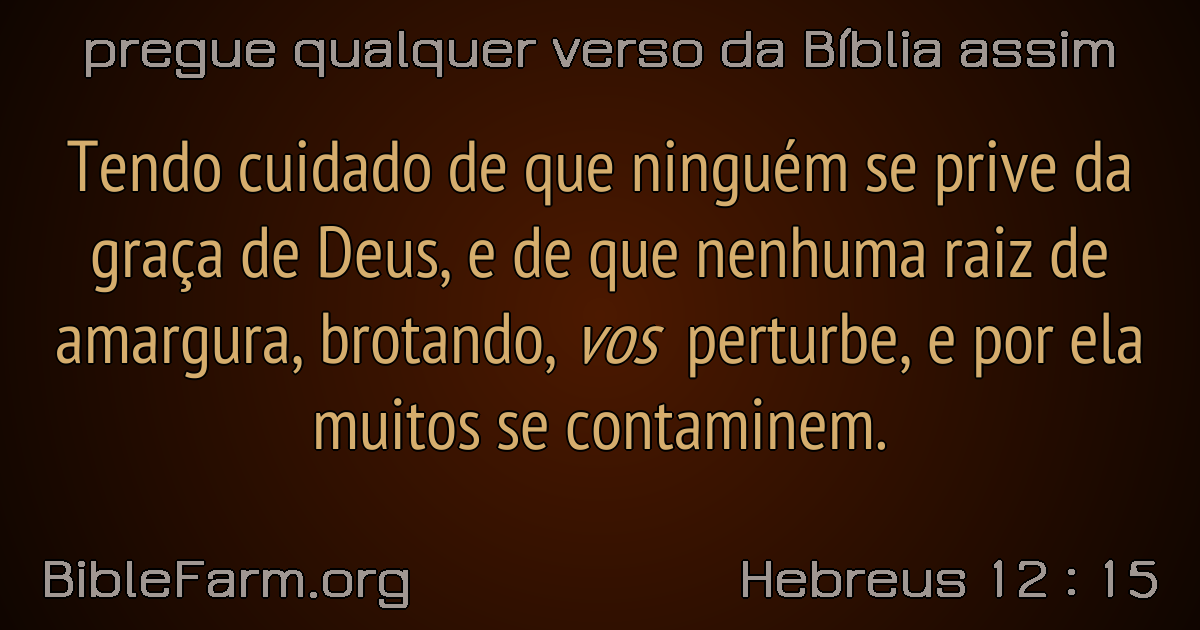 pregue qualquer verso da Bíblia assim
Tendo cuidado de que ninguém se prive da
graça de Deus, e de que nenhuma raiz de
amargura, brotando, vos perturbe, e por ela
muitos se contaminem.
BibleFarm.org
Hebreus 12 : 15